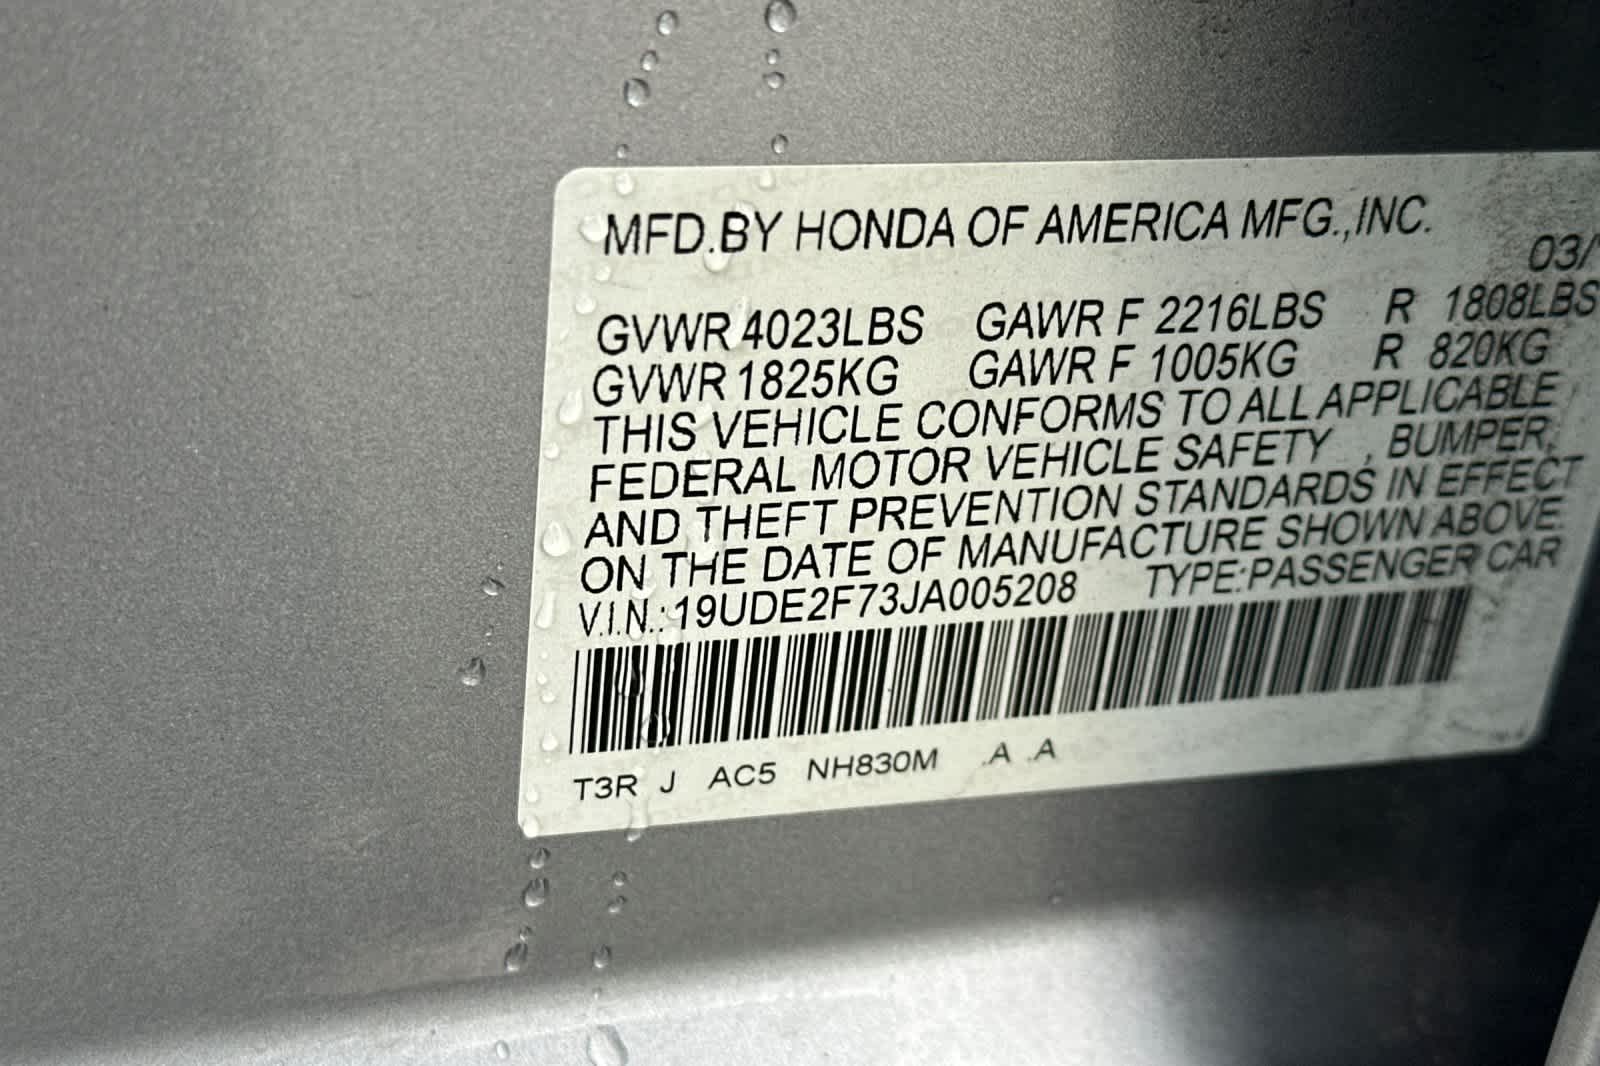 MFD.BY HONDA OF AMERICA MFG.,INC.
03/
GVWR 4023LBS GAWR F 2216LBS R 1808LBS
GVWR 1825KG GAWR F 1005KG R 820KG
THIS VEHICLE CONFORMS TO ALL APPLICABLE
FEDERAL MOTOR VEHICLE SAFETY , BUMPER,
AND THEFT PREVENTION STANDARDS IN EFFECT
ON THE DATE OF MANUFACTURE SHOWN ABOVE.
V.I.N.: 19UDE2F73JA005208 TYPE:PASSENGER CAR
T3R J AC5 NH830M .A .A